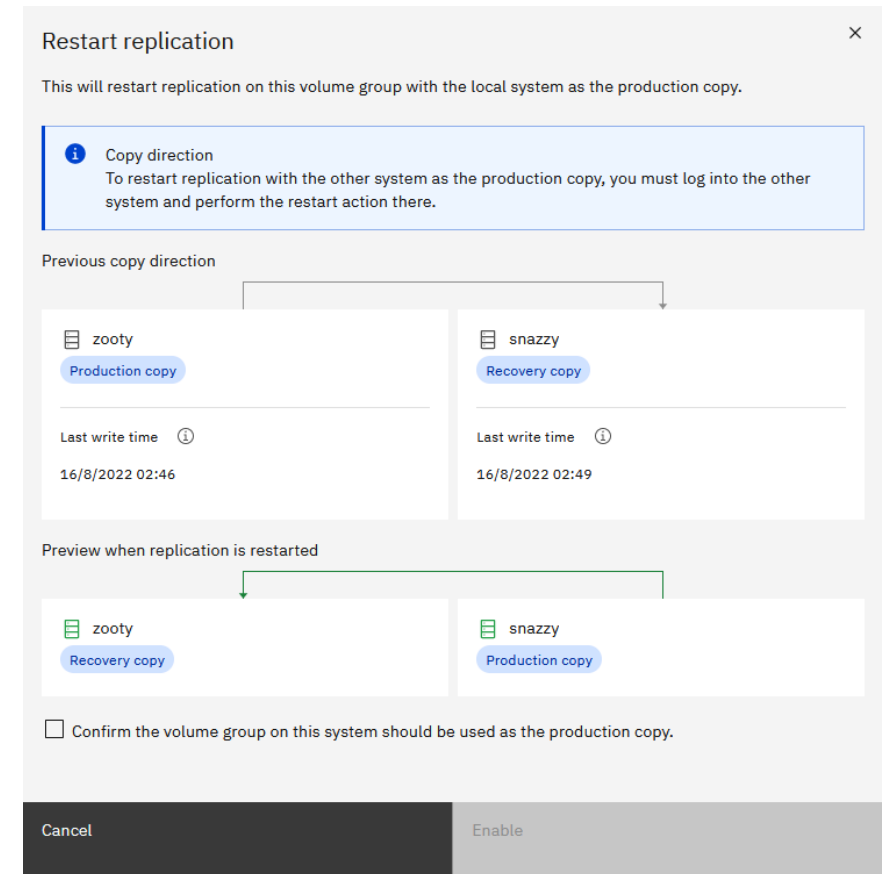 Restart replication
This will restart replication on this volume group with the local system as the production copy.
Copy direction
To restart replication with the other system as the production copy, you must log into the other
system and perform the restart action there.
Previous copy direction
zooty
Production copy
Last write time
16/8/2022 02:46
snazzy
Recovery copy
Last write time
16/8/2022 02:49
Preview when replication is restarted
zooty
Recovery copy
snazzy
Production copy
Confirm the volume group on this system should be used as the production copy.
Cancel
Enable